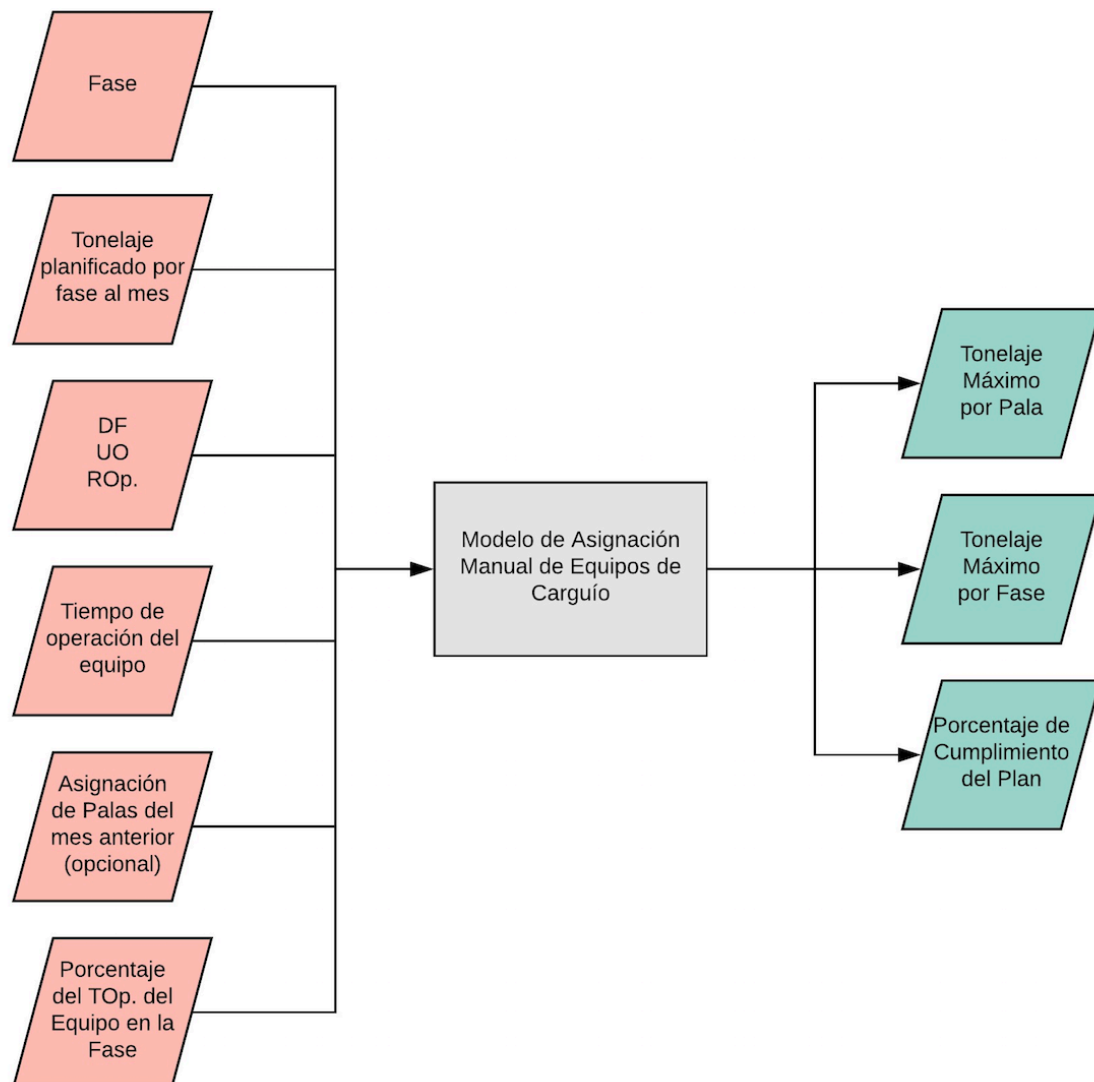 Fase
Tonelaje
planificado por
fase al mes
DF
UO
ROp.
Tiempo de
operación del
equipo
Asignación
de Palas del
mes anterior
(opcional)
Porcentaje
del TOp. del
Equipo en la
Fase
Modelo de Asignación
Manual de Equipos de
Carguío
Tonelaje
Máximo
por Pala
Tonelaje
Máximo
por Fase
Porcentaje de
Cumplimiento
del Plan